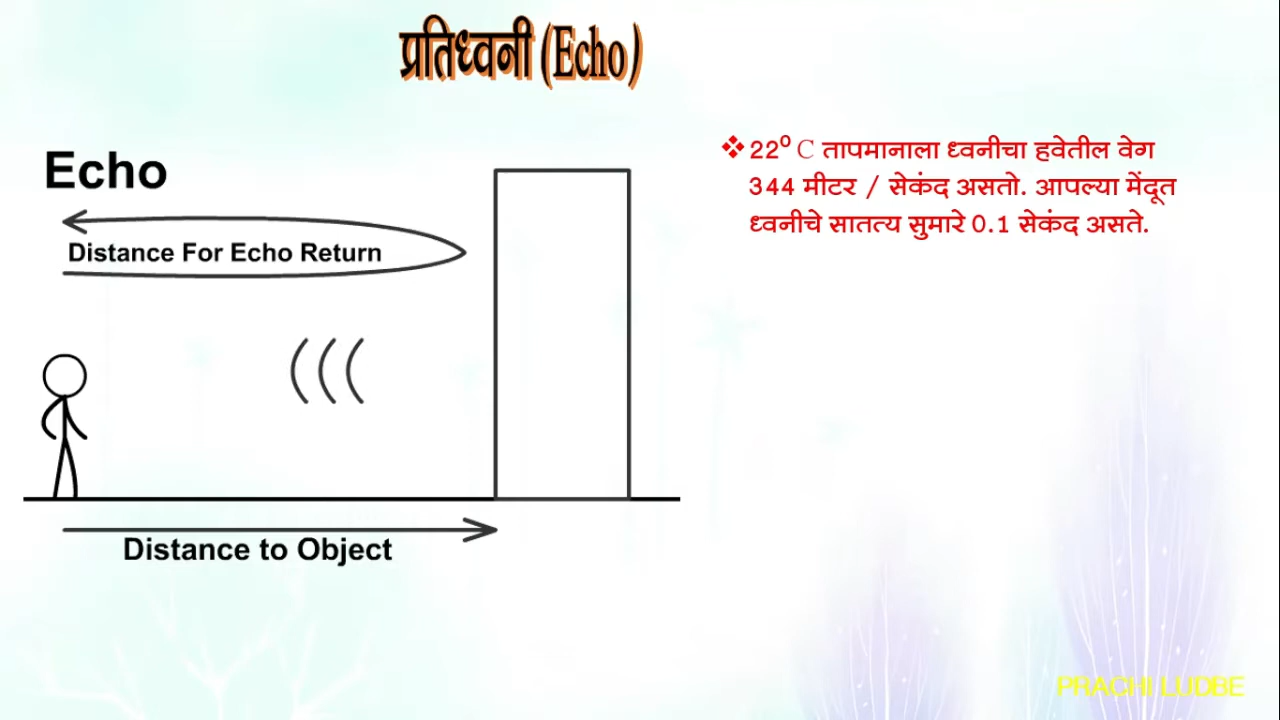 प्रतिध्वनी (Echo)
Echo
Distance For Echo Return
Distance to Object
❖22⁰ C तापमानाला ध्वनीचा हवेतील वेग
344 मीटर / सेकंद असतो. आपल्या मेंदूत
ध्वनीचे सातत्य सुमारे 0.1 सेकंद असते.
PRACHI LUDBE